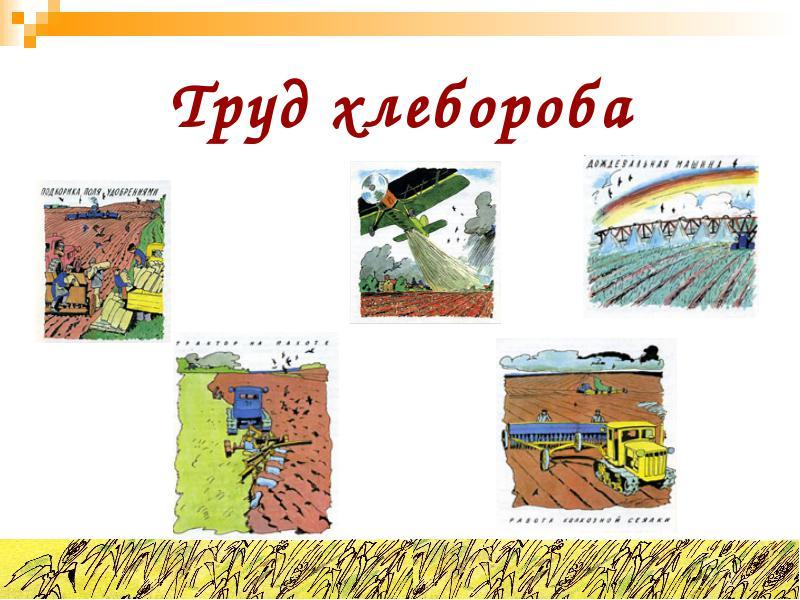 Труд хлебороба
ПОДКОРМКА ПОЛЯ УДОБРЕНИЯМИ
ДОЖДЕВАЛЬНАЯ МАШИНА
ТРАКТОР НА ПАХОТЕ
РАБОТА КОЛХОЗНОЙ СЕЯЛКИ